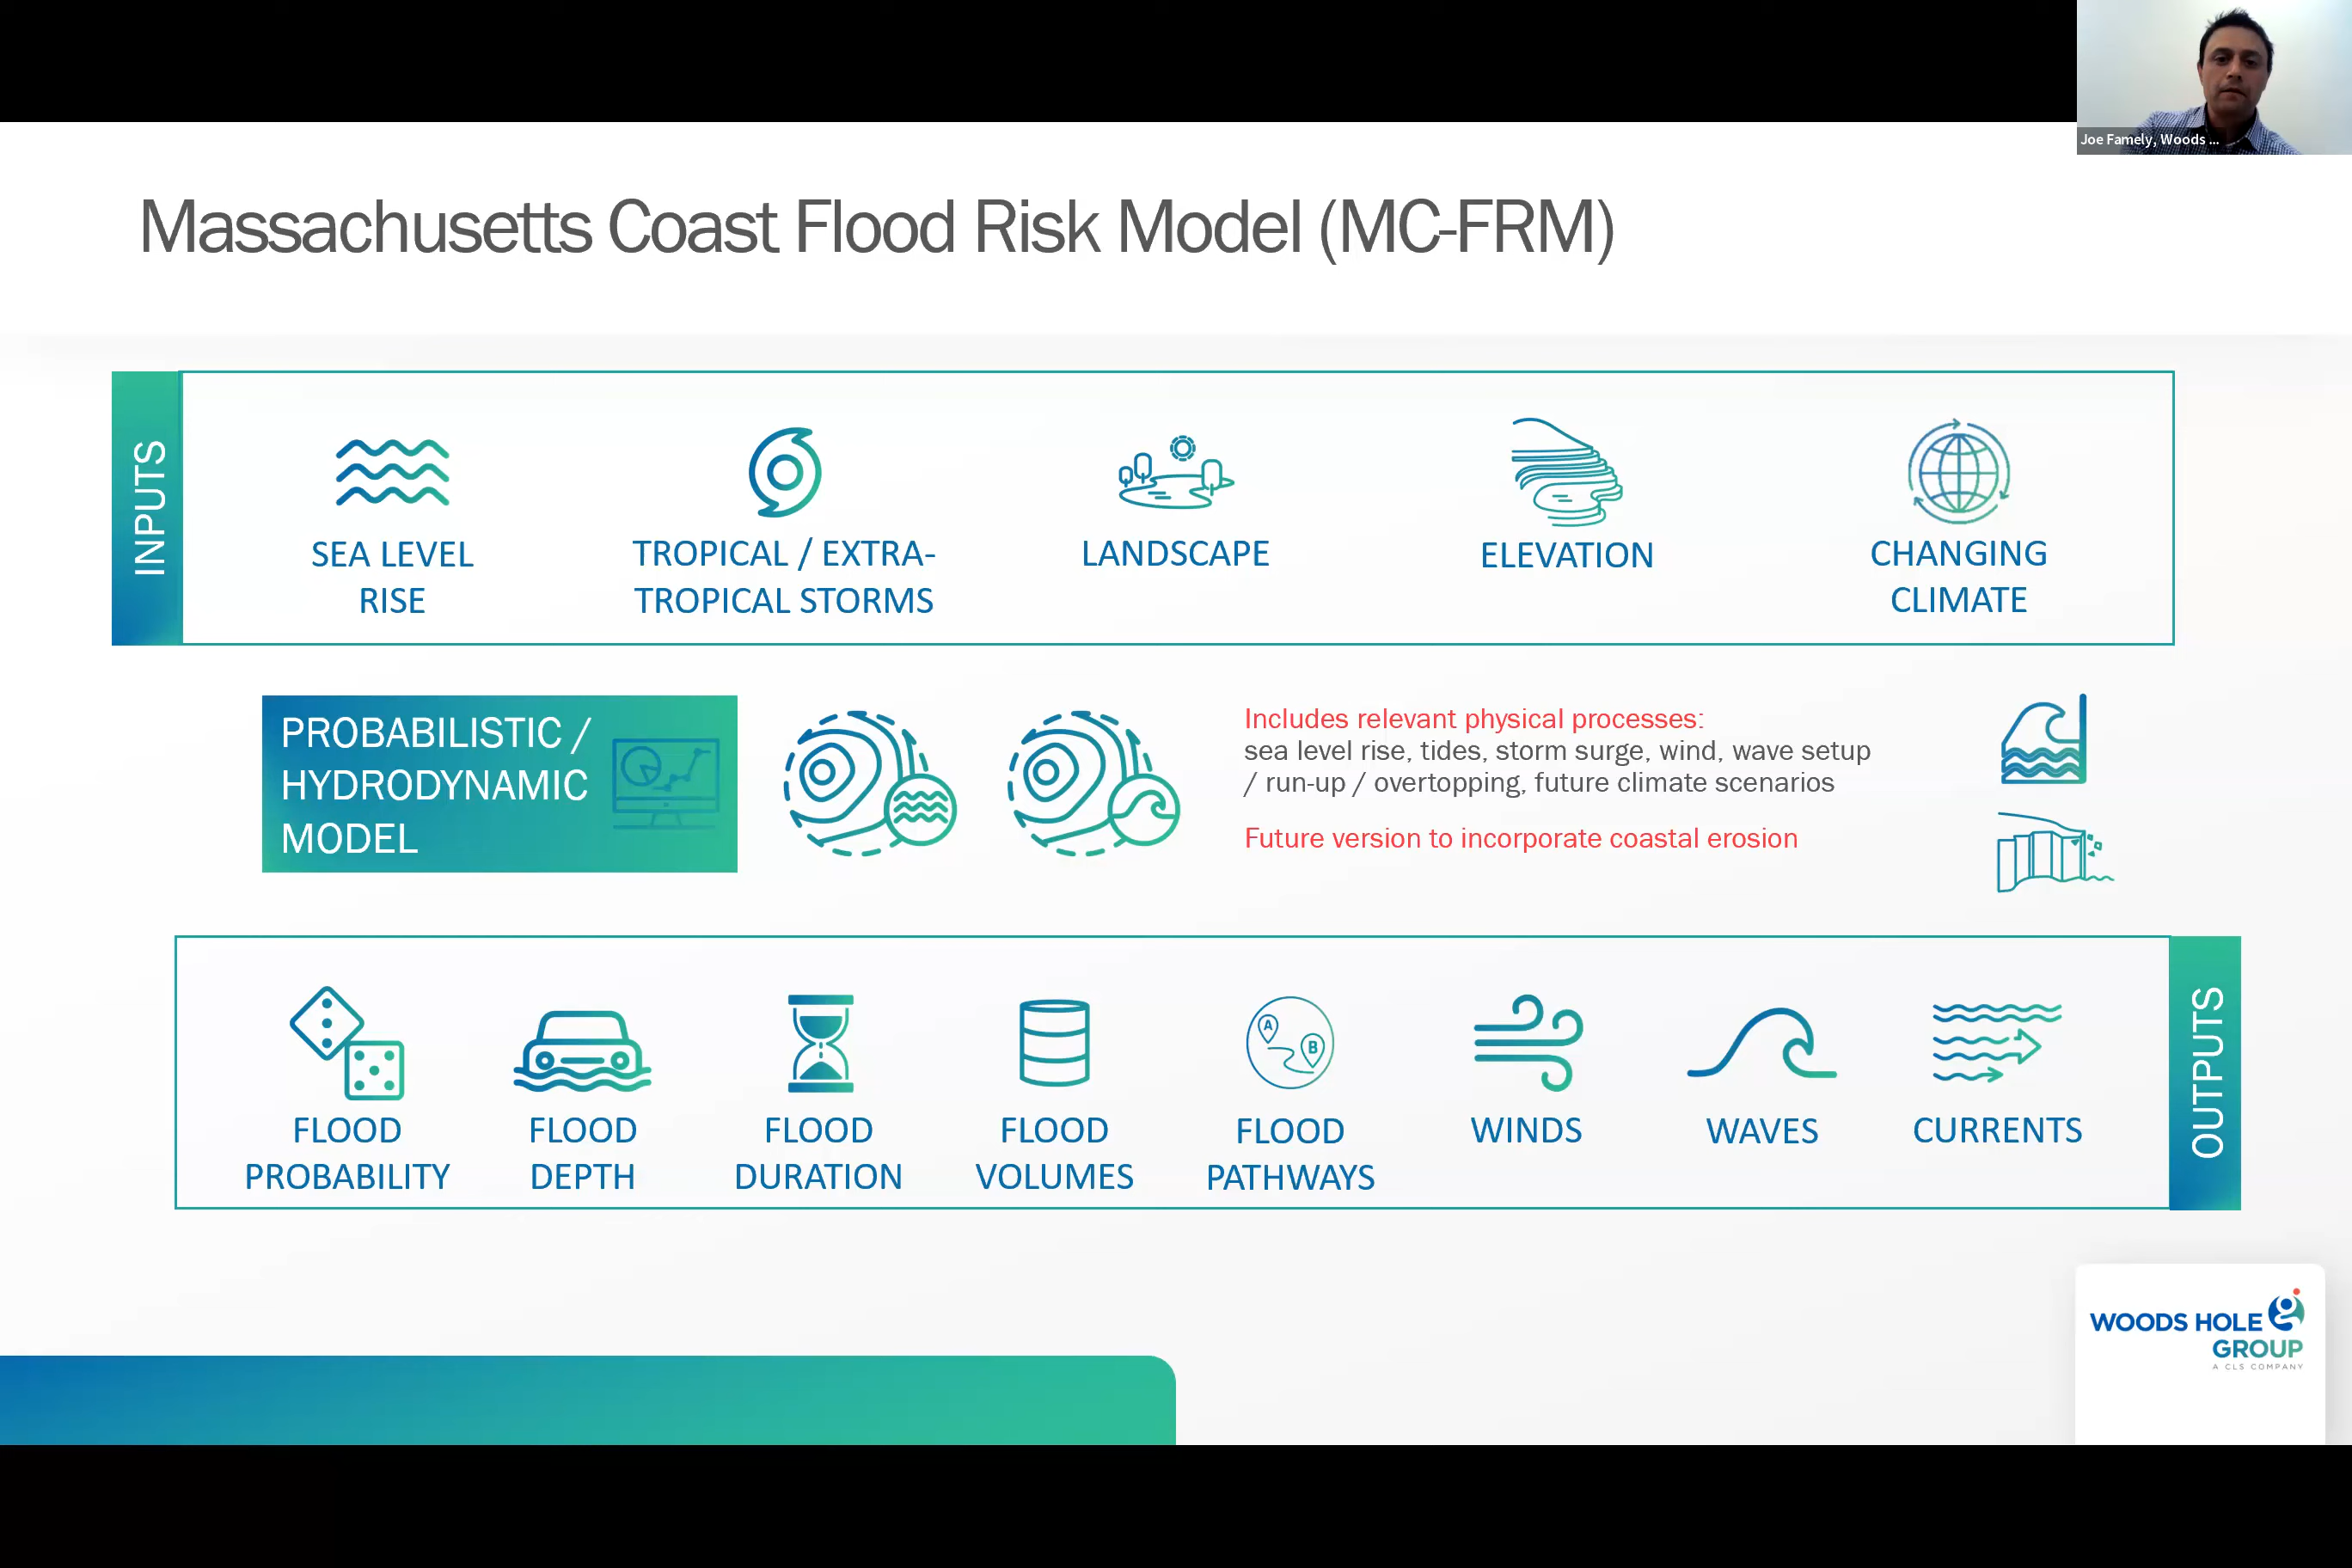 Joe Famely, Woods ...
Massachusetts Coast Flood Risk Model (MC-FRM)
INPUTS
SEA LEVEL
RISE
TROPICAL / EXTRA-
TROPICAL STORMS
LANDSCAPE
ELEVATION
CHANGING
CLIMATE
PROBABILISTIC /
HYDRODYNAMIC
MODEL
Includes relevant physical processes:
sea level rise, tides, storm surge, wind, wave setup
/ run-up / overtopping, future climate scenarios
Future version to incorporate coastal erosion
FLOOD
PROBABILITY
FLOOD
DEPTH
FLOOD
DURATION
FLOOD
VOLUMES
A
B
FLOOD
PATHWAYS
WINDS
WAVES
CURRENTS
OUTPUTS
WOODS HOLE
GROUP
A CLS COMPANY